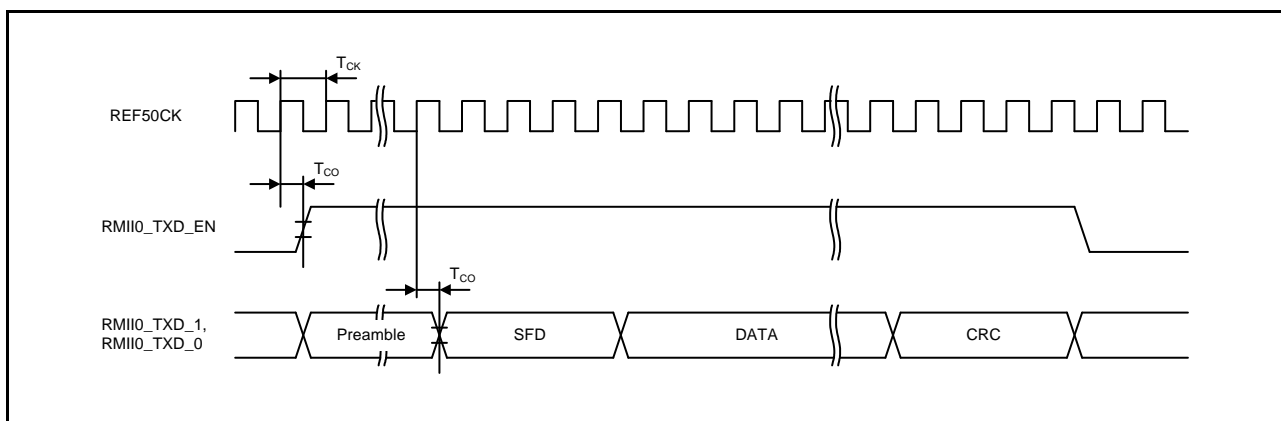 TCK
REF50CK
TCO
RMII0_TXD_EN
TCO
RMII0_TXD_1,
RMII0_TXD_0
Preamble
SFD
DATA
CRC